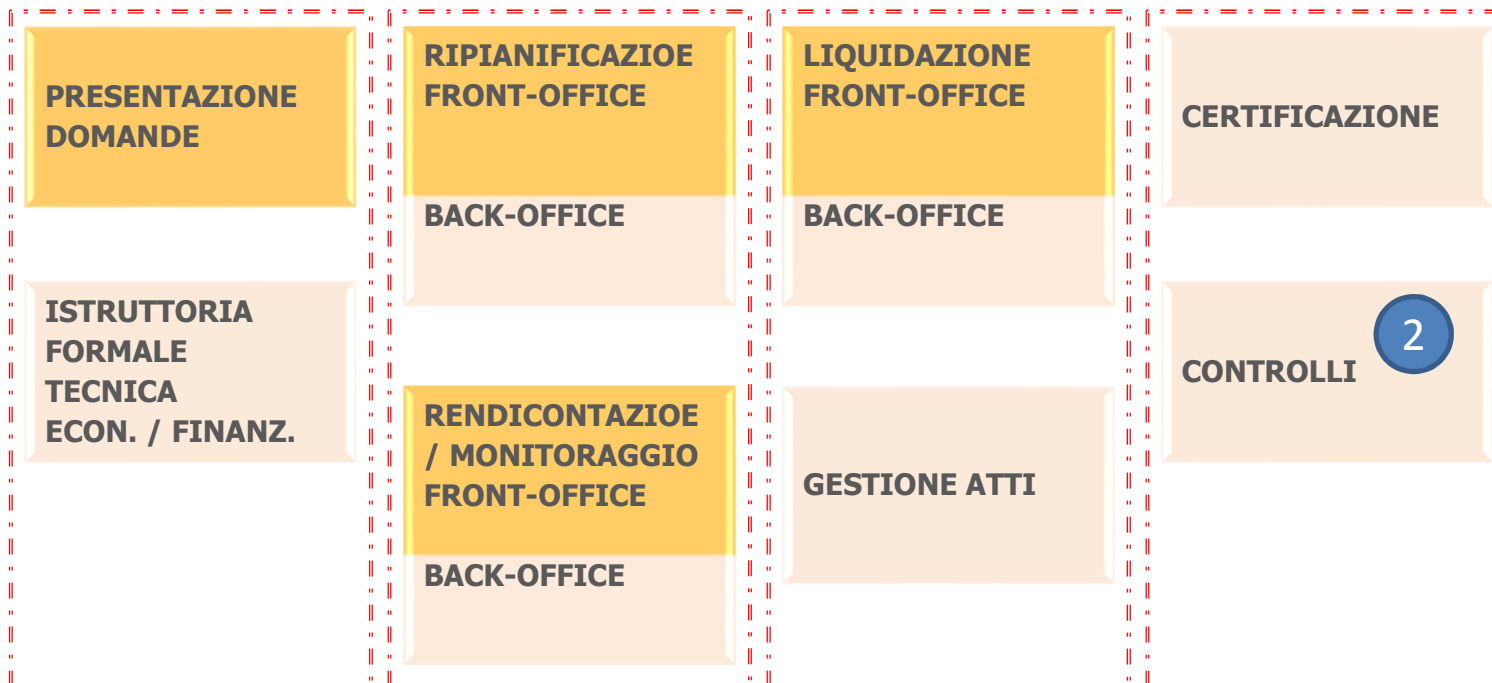 PRESENTAZIONE
DOMANDE
ISTRUTTORIA
FORMALE
TECNICA
ECON. / FINANZ.
RIPIANIFICAZIOE
FRONT-OFFICE
BACK-OFFICE
RENDICONTAZIOE
/ MONITORAGGIO
FRONT-OFFICE
BACK-OFFICE
LIQUIDAZIONE
FRONT-OFFICE
BACK-OFFICE
GESTIONE ATTI
CERTIFICAZIONE
CONTROLLI
2